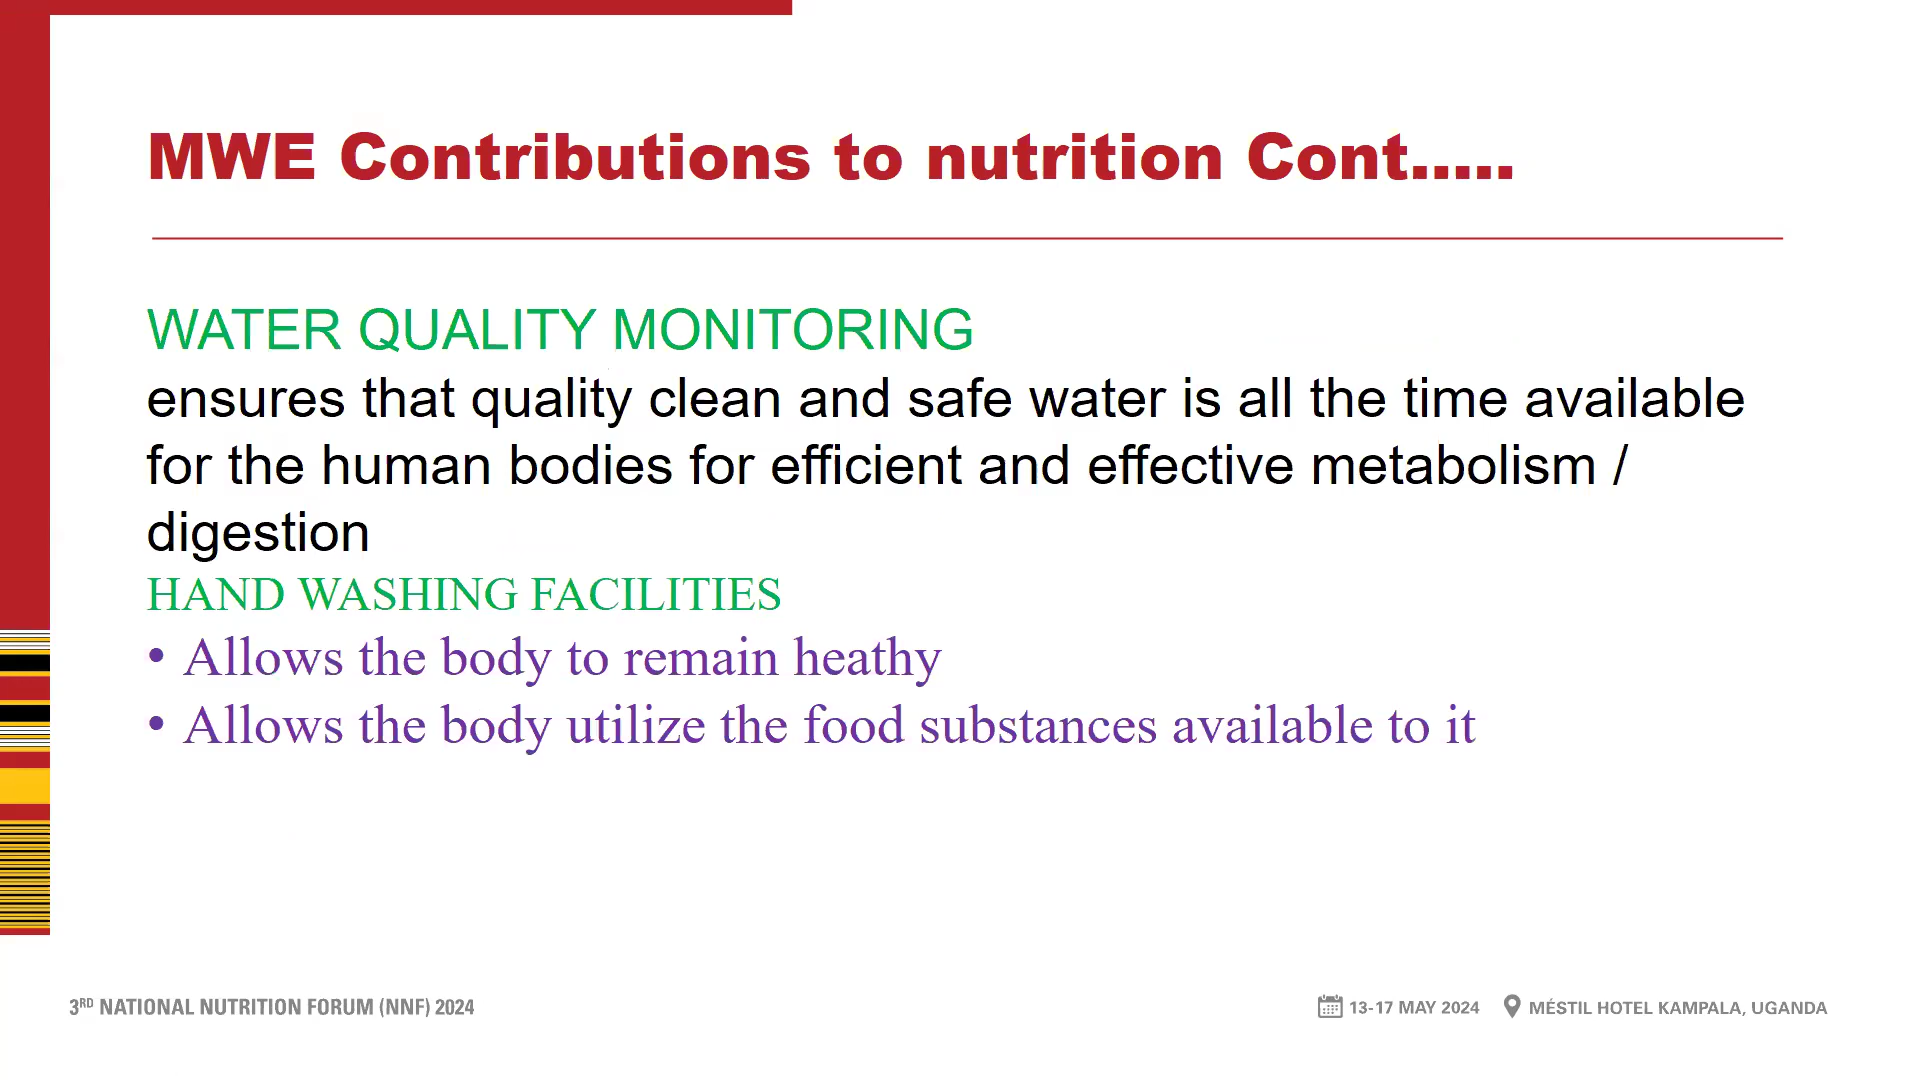 MWE Contributions to nutrition Cont.....
WATER QUALITY MONITORING
ensures that quality clean and safe water is all the time available
for the human bodies for efficient and effective metabolism /
digestion
HAND WASHING FACILITIES
• Allows the body to remain heathy
• Allows the body utilize the food substances available to it
3RD NATIONAL NUTRITION FORUM (NNF) 2024
13-17 MAY 2024
MÉSTIL HOTEL KAMPALA, UGANDA